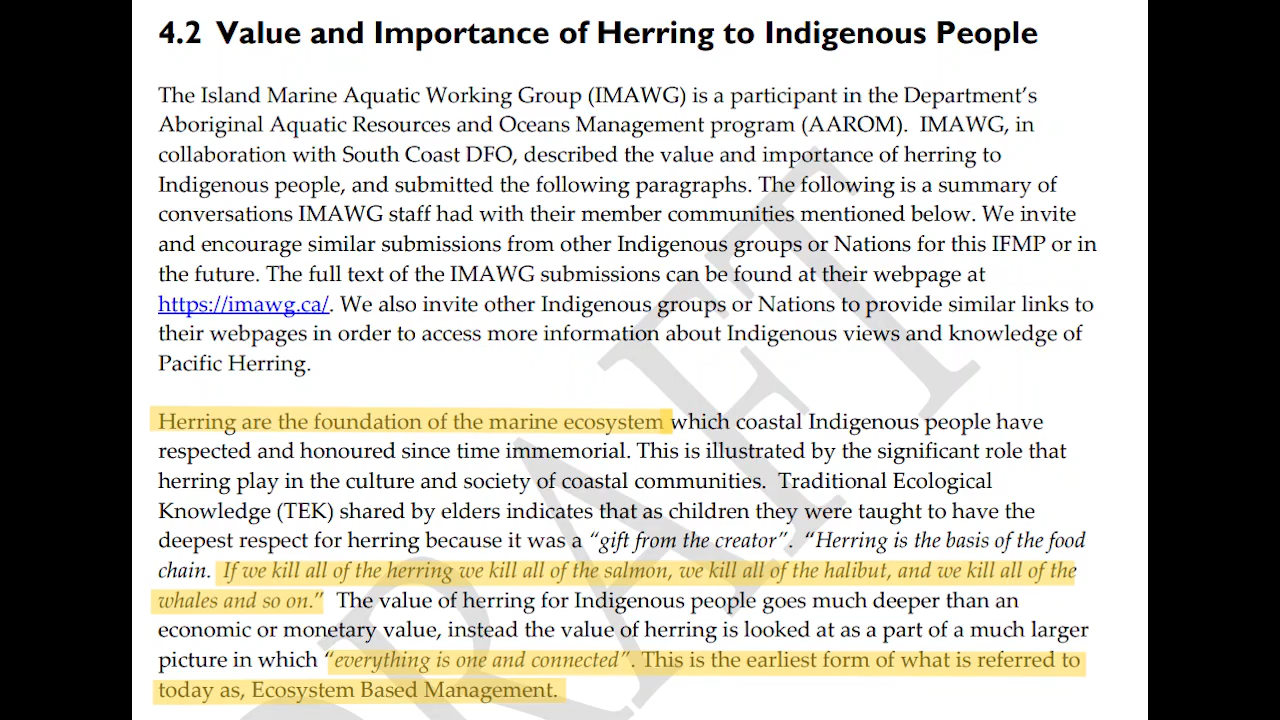 4.2 Value and Importance of Herring to Indigenous People
The Island Marine Aquatic Working Group (IMAWG) is a participant in the Department's
Aboriginal Aquatic Resources and Oceans Management program (AAROM). IMAWG, in
collaboration with South Coast DFO, described the value and importance of herring to
Indigenous people, and submitted the following paragraphs. The following is a summary of
conversations IMAWG staff had with their member communities mentioned below. We invite
and encourage similar submissions from other Indigenous groups or Nations for this IFMP or in
the future. The full text of the IMAWG submissions can be found at their webpage at
https://imawg.ca/. We also invite other Indigenous groups or Nations to provide similar links to
their webpages in order to access more information about Indigenous views and knowledge of
Pacific Herring.
Herring are the foundation of the marine ecosystem which coastal Indigenous people have
respected and honoured since time immemorial. This is illustrated by the significant role that
herring play in the culture and society of coastal communities. Traditional Ecological
Knowledge (TEK) shared by elders indicates that as children they were taught to have the
deepest respect for herring because it was a “gift from the creator”. “Herring is the basis of the food
chain. If we kill all of the herring we kill all of the salmon, we kill all of the halibut, and we kill all of the
whales and so on.” The value of herring for Indigenous people goes much deeper than an
economic or monetary value, instead the value of herring is looked at as a part of a much larger
picture in which “everything is one and connected”. This is the earliest form of what is referred to
today as, Ecosystem Based Management.
DRAFT